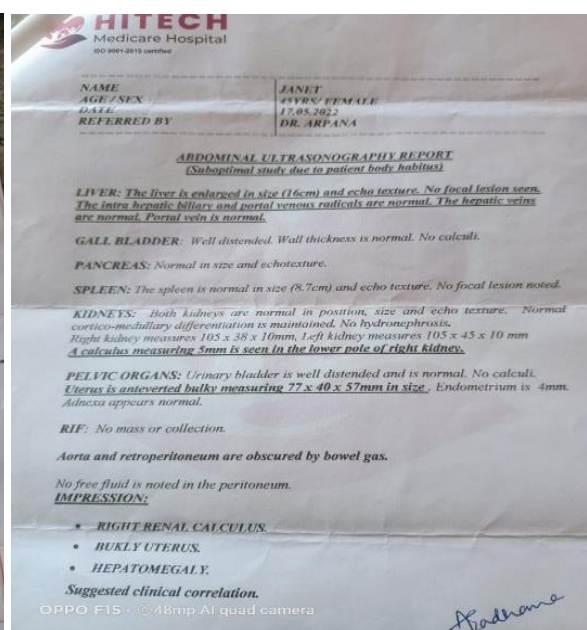 HITECH
Medicare Hospital
ISO 9001-2015 certified
NAME JANET
AGE / SEX 45YRS/ FEMALE
DATE 17.05.2022
REFERRED BY DR. ARPANA
ABDOMINAL ULTRASONOGRAPHY REPORT
(Suboptimal study due to patient body habitus)
LIVER: The liver is enlarged in size (16cm) and echo texture. No focal lesion seen.
The intra hepatic biliary and portal venous radicals are normal. The hepatic veins
are normal. Portal vein is normal.
GALL BLADDER: Well distended. Wall thickness is normal. No calculi.
PANCREAS: Normal in size and echotexture.
SPLEEN: The spleen is normal in size (8.7cm) and echo texture. No focal lesion noted.
KIDNEYS: Both kidneys are normal in position, size and echo texture. Normal
cortico-medullary differentiation is maintained. No hydronephrosis.
Right kidney measures 105 x 38 x 10mm, Left kidney measures 105 x 45 x 10 mm
A calculus measuring 5mm is seen in the lower pole of right kidney.
PELVIC ORGANS: Urinary bladder is well distended and is normal. No calculi.
Uterus is anteverted bulky measuring 77 x 40 x 57mm in size . Endometrium is 4mm.
Adnexa appears normal.
RIF: No mass or collection.
Aorta and retroperitoneum are obscured by bowel gas.
No free fluid is noted in the peritoneum.
IMPRESSION:
• RIGHT RENAL CALCULUS.
• BUKLY UTERUS.
• HEPATOMEGALY.
Suggested clinical correlation.
OPPO F15 · ©48mp AI quad camera